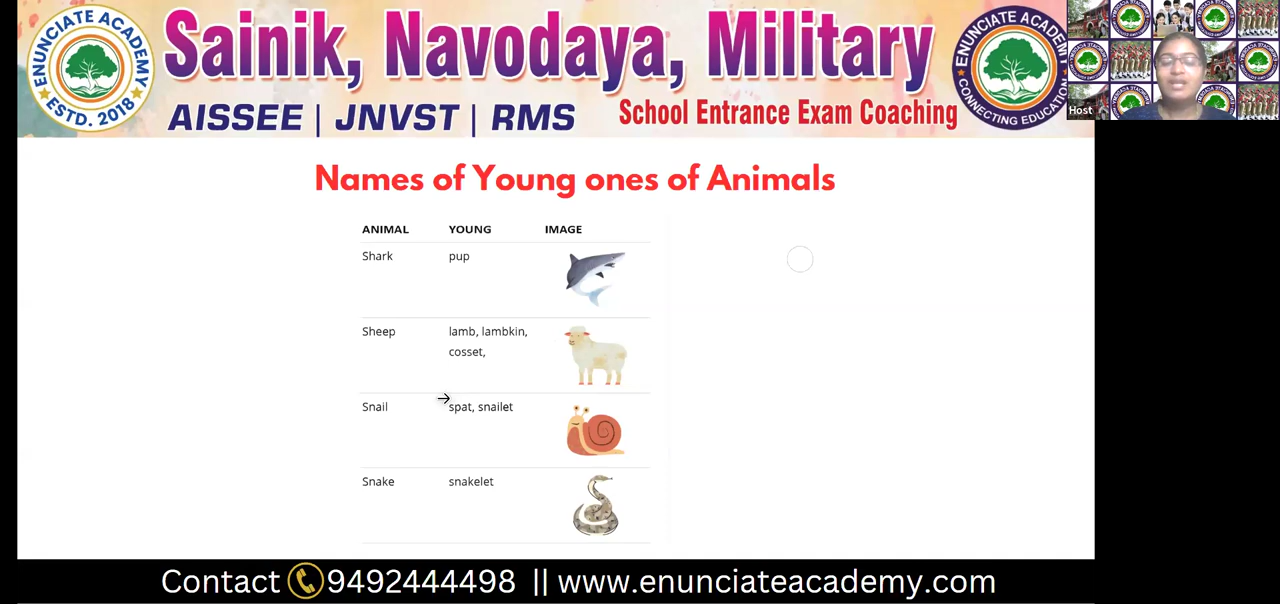 ENUNCIATE ACADEMY
ESTD. 2018
Sainik, Navodaya, Military
AISSEE | JNVST | RMS
School Entrance Exam Coaching
ENUNCIATE ACADEMY
CONNECTING EDUCATION
Host
Names of Young ones of Animals
ANIMAL YOUNG IMAGE
Shark pup
Sheep lamb, lambkin,
cosset,
Snail spat, snailet
Snake snakelet
Contact 9492444498 || www.enunciateacademy.com